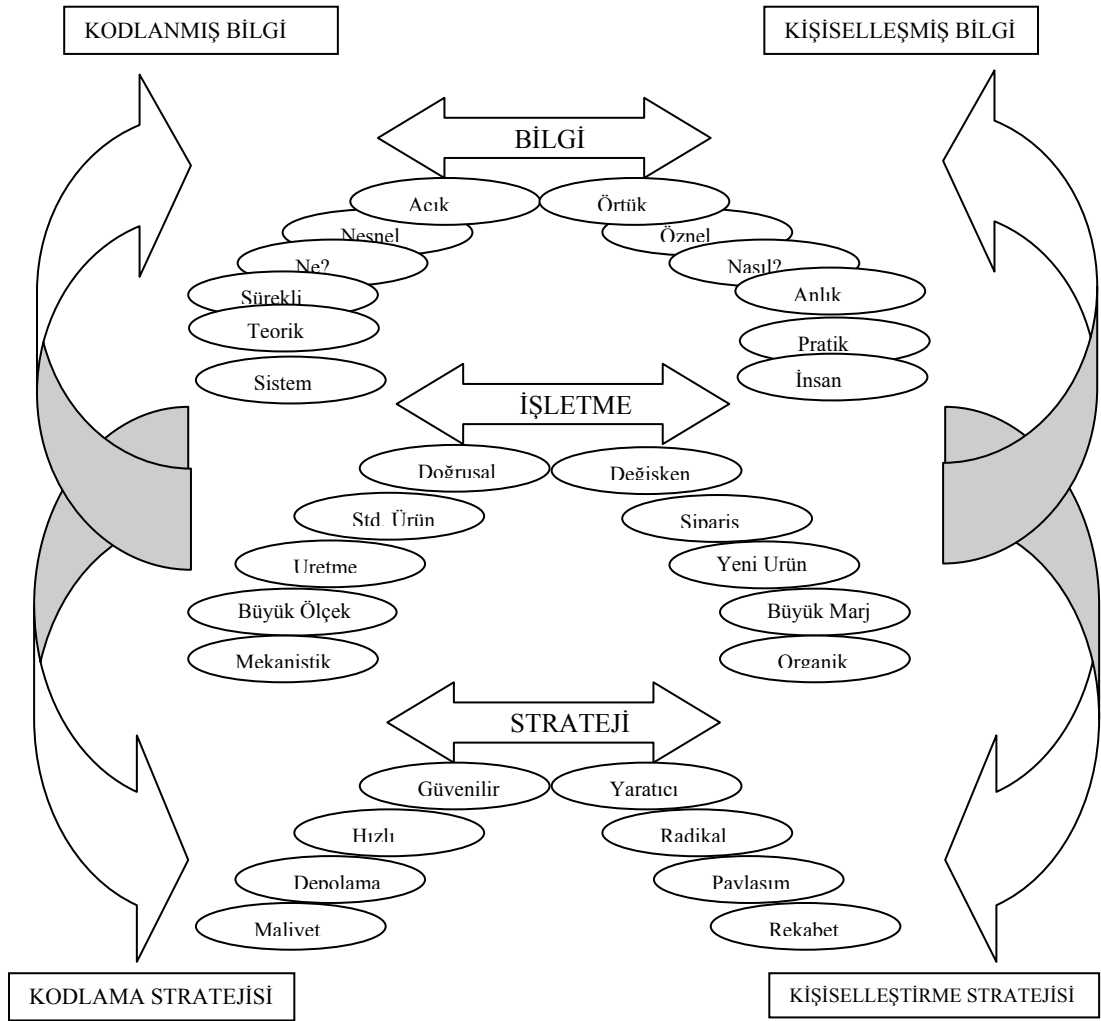 KODLANMIŞ BİLGİ
KİŞİSELLEŞMİŞ BİLGİ
BİLGİ
Açık
Örtük
Nesnel
Öznel
Ne?
Nasıl?
Sürekli
Anlık
Teorik
Pratik
Sistem
İnsan
İŞLETME
Doğrusal
Değişken
Std. Ürün
Sipariş
Üretme
Yeni Ürün
Büyük Ölçek
Büyük Marj
Mekanistik
Organik
STRATEJİ
Güvenilir
Yaratıcı
Hızlı
Radikal
Depolama
Paylaşım
Maliyet
Rekabet
KODLAMA STRATEJİSİ
KİŞİSELLEŞTİRME STRATEJİSİ